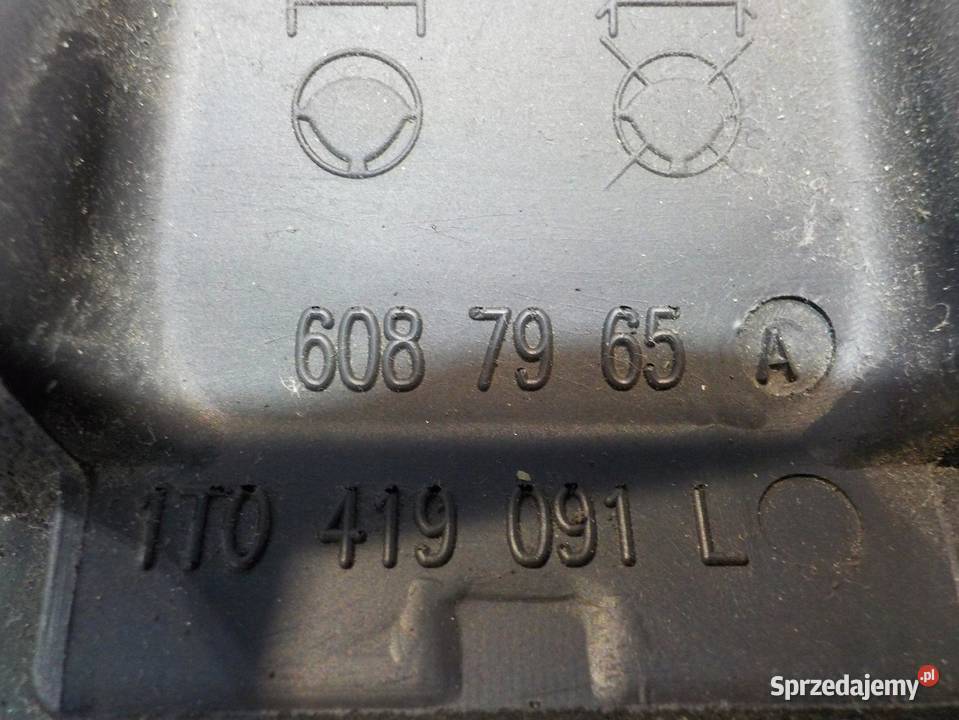 608 79 65 A
1T0 419 091 L
Sprzedajemy.pl